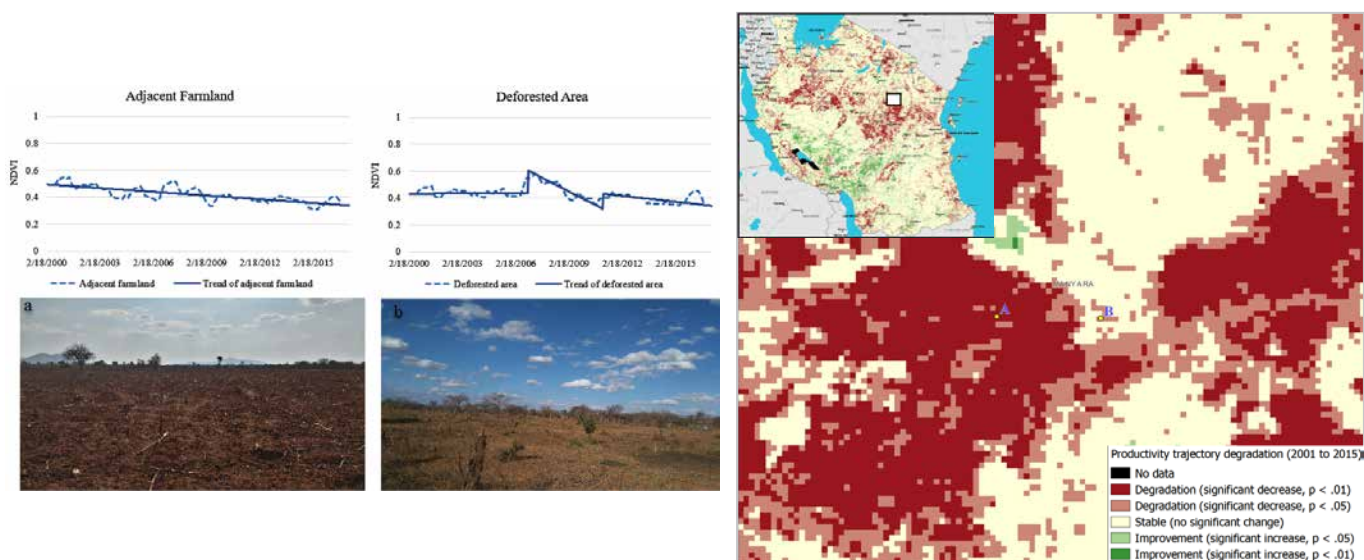 Adjacent Farmland
1
0.8
0.6
0.4
0.2
0
NDVI
2/18/2000 2/18/2003 2/18/2006 2/18/2009 2/18/2012 2/18/2015
Adjacent farmland
Trend of adjacent farmland
a
Deforested Area
1
0.8
0.6
0.4
0.2
0
NDVI
2/18/2000 2/18/2003 2/18/2006 2/18/2009 2/18/2012 2/18/2015
Deforested area
Trend of deforested area
b
A
B
Productivity trajectory degradation (2001 to 2015)
No data
Degradation (significant decrease, p < .01)
Degradation (significant decrease, p < .05)
Stable (no significant change)
Improvement (significant increase, p < .05)
Improvement (significant increase, p < .01)